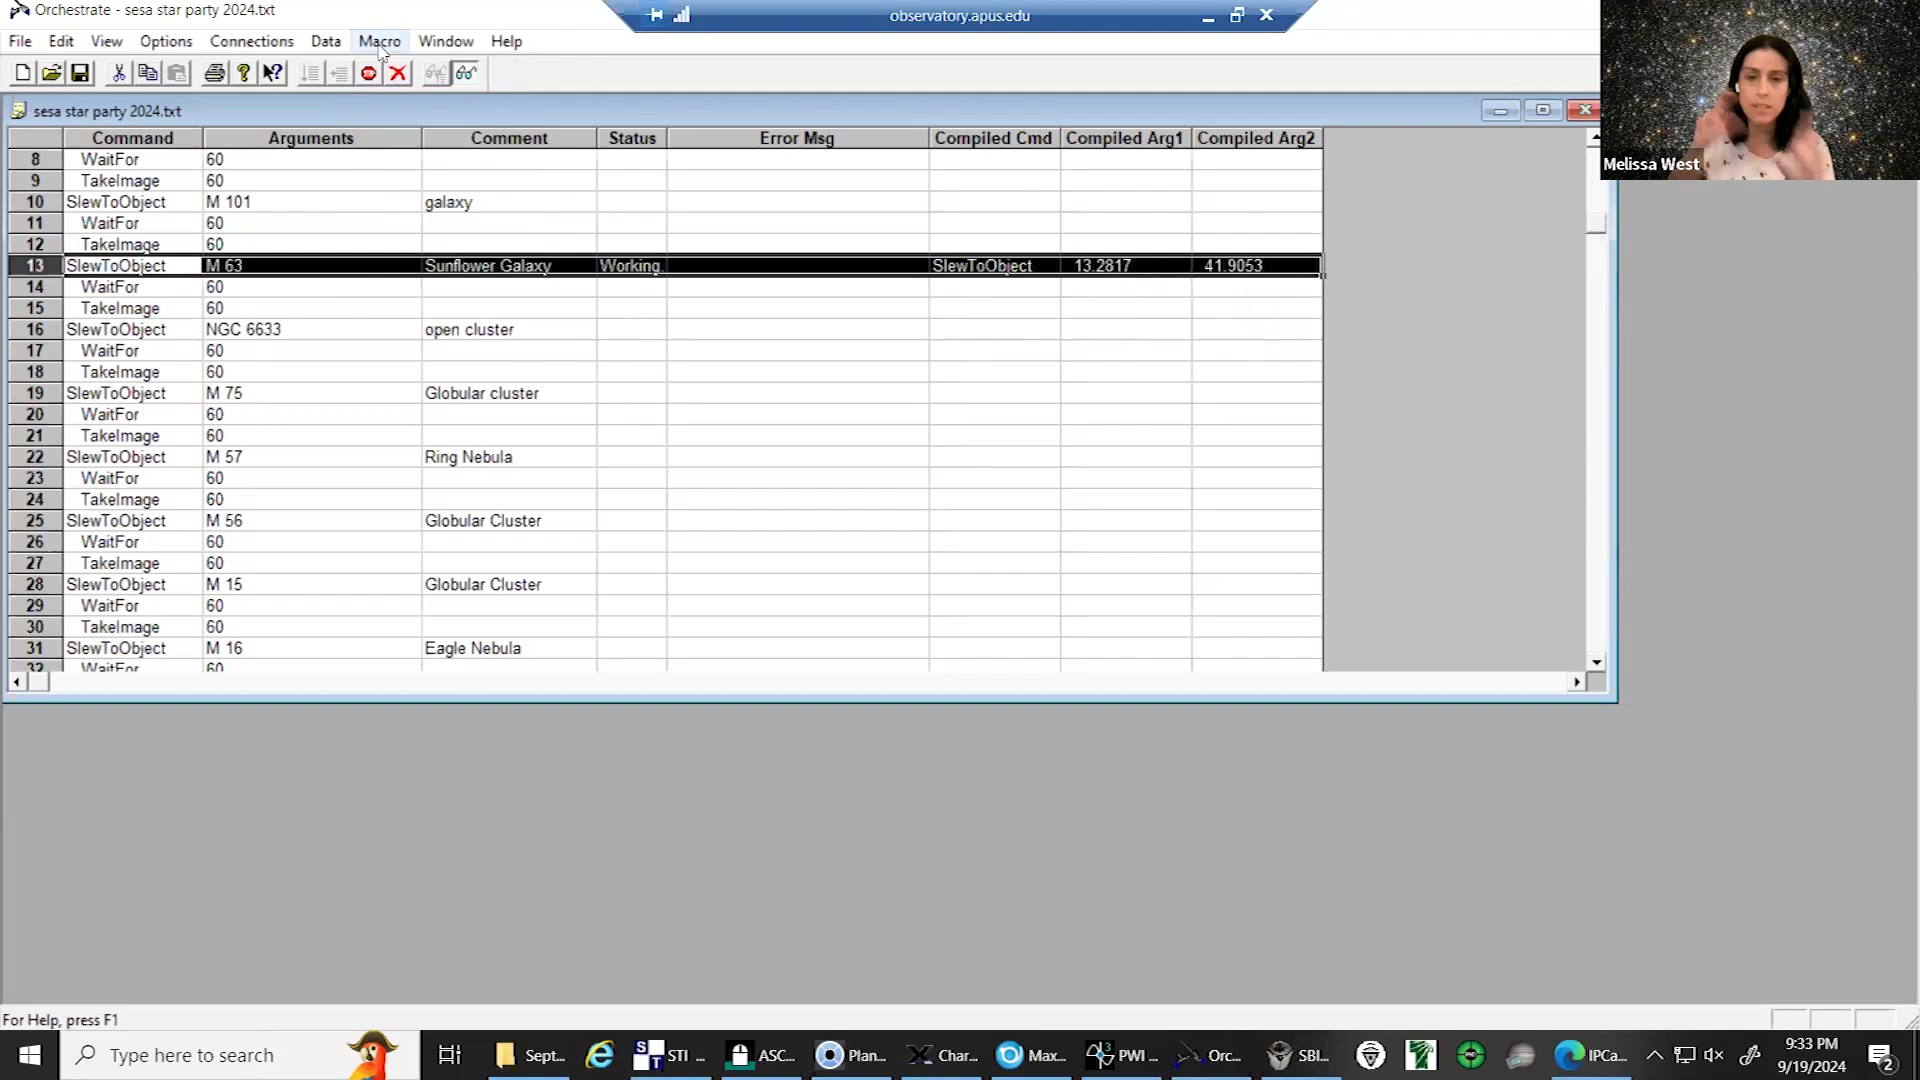 Orchestrate - sesa star party 2024.txt
observatory.apus.edu
File Edit View Options Connections Data Macro Window Help
sesa star party 2024.txt
Melissa West
Command Arguments Comment Status Error Msg Compiled Cmd Compiled Arg1 Compiled Arg2
8 WaitFor 60
9 TakeImage 60
10 SlewToObject M 101 galaxy
11 WaitFor 60
12 TakeImage 60
13 SlewToObject M 63 Sunflower Galaxy Working. SlewToObject 13.2817 41.9053
14 WaitFor 60
15 TakeImage 60
16 SlewToObject NGC 6633 open cluster
17 WaitFor 60
18 TakeImage 60
19 SlewToObject M 75 Globular cluster
20 WaitFor 60
21 TakeImage 60
22 SlewToObject M 57 Ring Nebula
23 WaitFor 60
24 TakeImage 60
25 SlewToObject M 56 Globular Cluster
26 WaitFor 60
27 TakeImage 60
28 SlewToObject M 15 Globular Cluster
29 WaitFor 60
30 TakeImage 60
31 SlewToObject M 16 Eagle Nebula
32 WaitFor 60
For Help, press F1
Type here to search Sept... STI ... ASC... Plan... Char... Max... PWI ... Orc... SBI... IPCa... 9:33 PM
9/19/2024 2